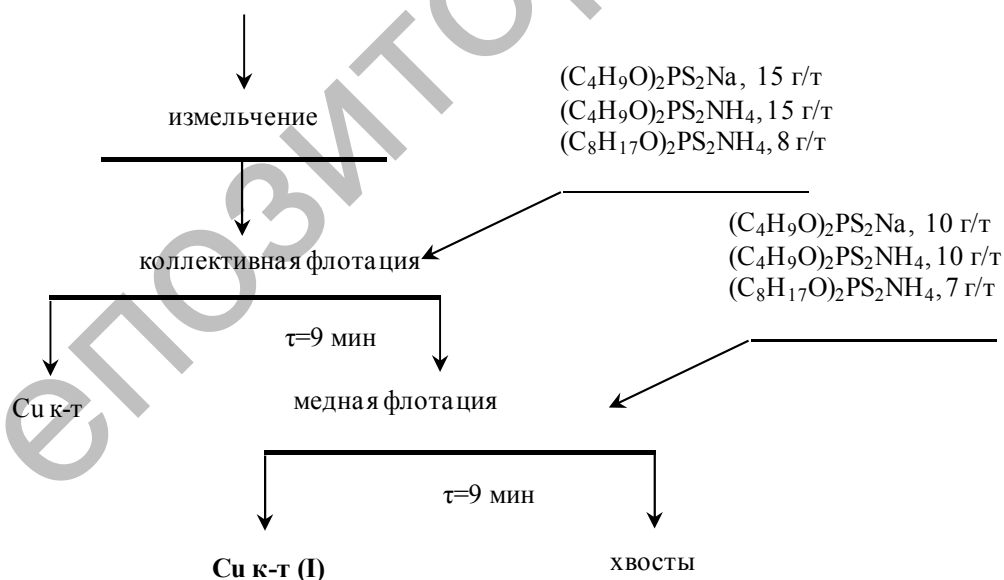 измельчение
(C₄H₉O)₂PS₂Na, 15 г/т
(C₄H₉O)₂PS₂NH₄, 15 г/т
(C₈H₁₇O)₂PS₂NH₄, 8 г/т
коллективная флотация
(C₄H₉O)₂PS₂Na, 10 г/т
(C₄H₉O)₂PS₂NH₄, 10 г/т
(C₈H₁₇O)₂PS₂NH₄, 7 г/т
τ=9 мин
Cu к-т
медная флотация
τ=9 мин
Cu к-т (I)
хвосты
епозитор